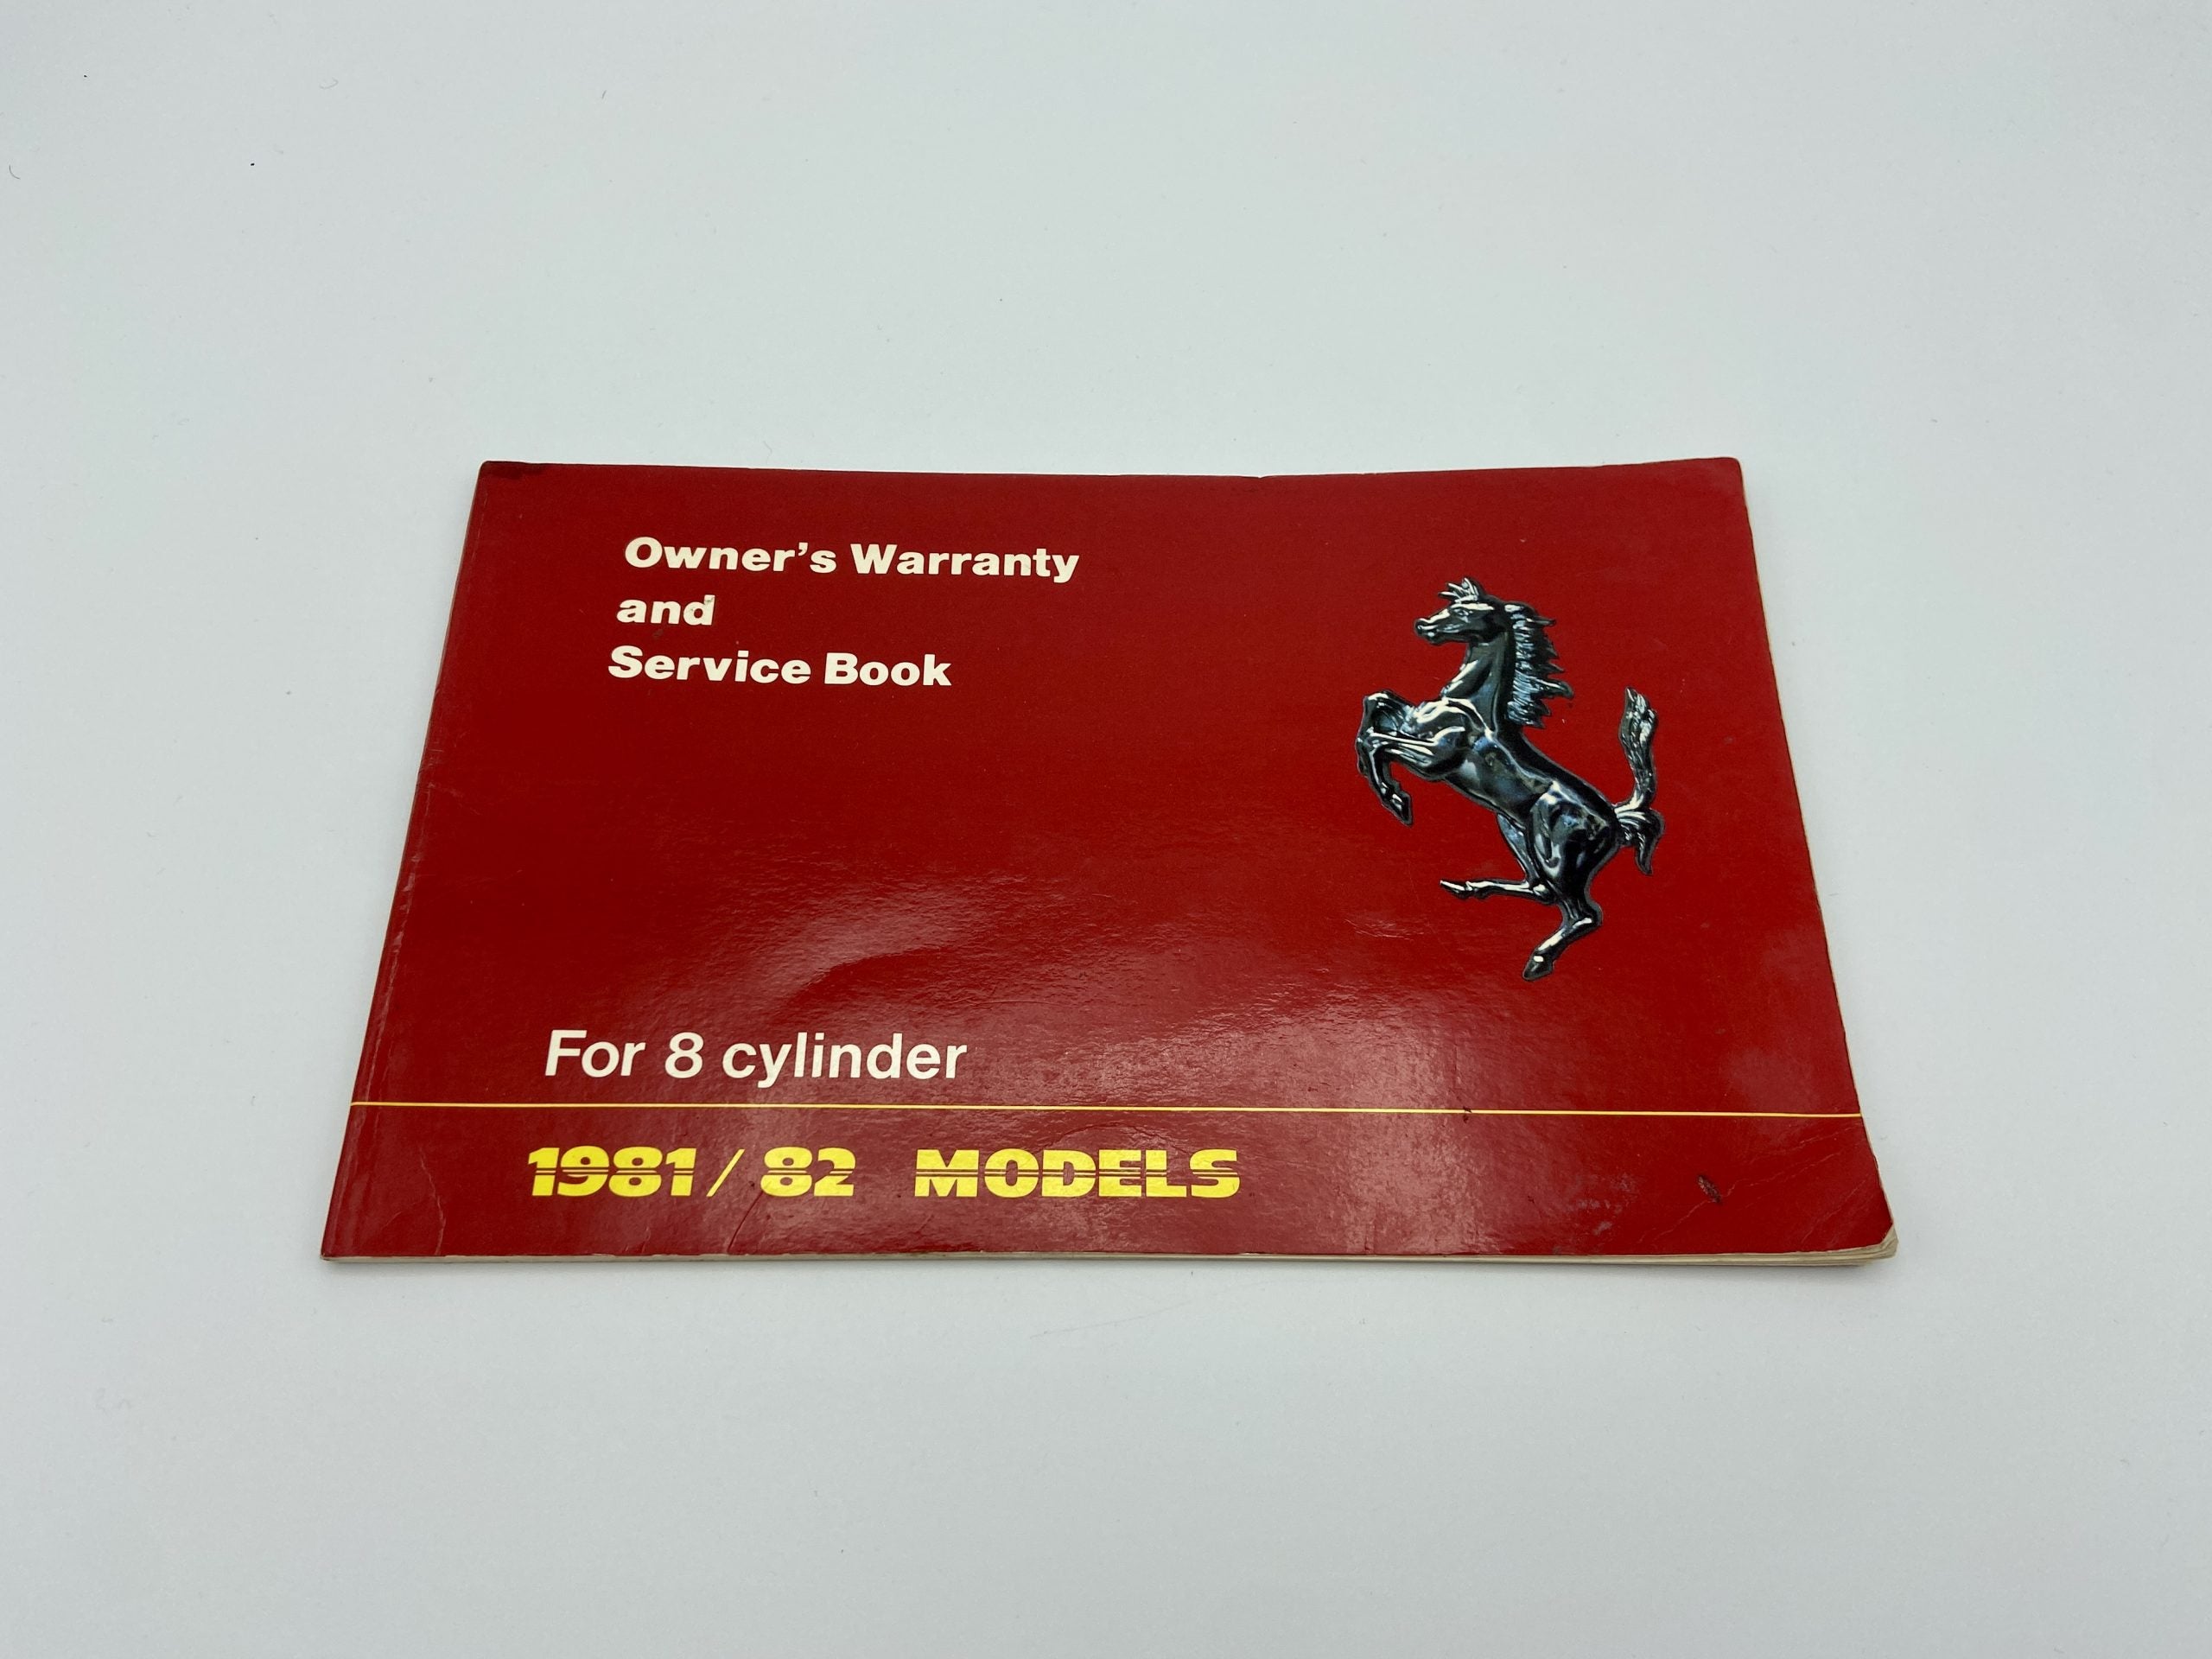 Owner's Warranty
and
Service Book
For 8 cylinder
1981/82 MODELS